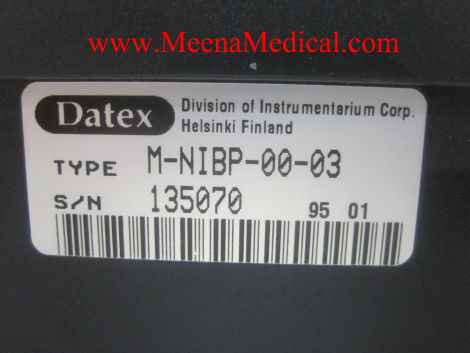 www.MeenaMedical.com
Datex Division of Instrumentarium Corp.
Helsinki Finland
TYPE M-NIBP-00-03
S/N 135070 95 01